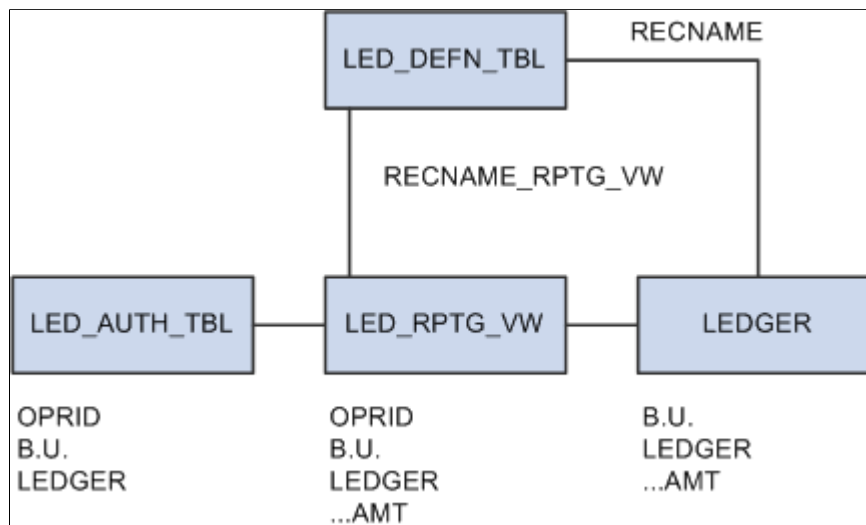 RECNAME
LED_DEFN_TBL
RECNAME_RPTG_VW
LED_AUTH_TBL
LED_RPTG_VW
LEDGER
OPRID
B.U.
LEDGER
OPRID
B.U.
LEDGER
...AMT
B.U.
LEDGER
...AMT